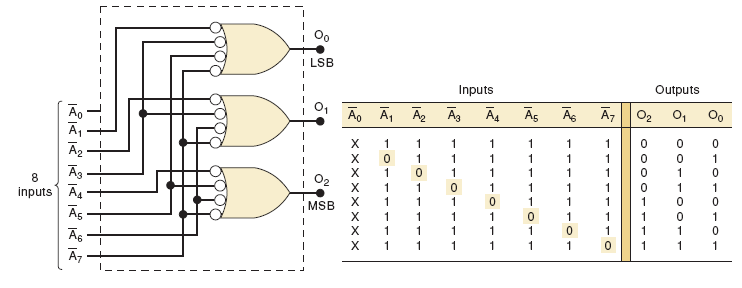 O₀
LSB
O₁
O₂
MSB
8
inputs
A̅₀
A̅₁
A̅₂
A̅₃
A̅₄
A̅₅
A̅₆
A̅₇
Inputs Outputs
A̅₀ A̅₁ A̅₂ A̅₃ A̅₄ A̅₅ A̅₆ A̅₇ O₂ O₁ O₀
X 1 1 1 1 1 1 1 0 0 0
X 0 1 1 1 1 1 1 0 0 1
X 1 0 1 1 1 1 1 0 1 0
X 1 1 0 1 1 1 1 0 1 1
X 1 1 1 0 1 1 1 1 0 0
X 1 1 1 1 0 1 1 1 0 1
X 1 1 1 1 1 0 1 1 1 0
X 1 1 1 1 1 1 0 1 1 1